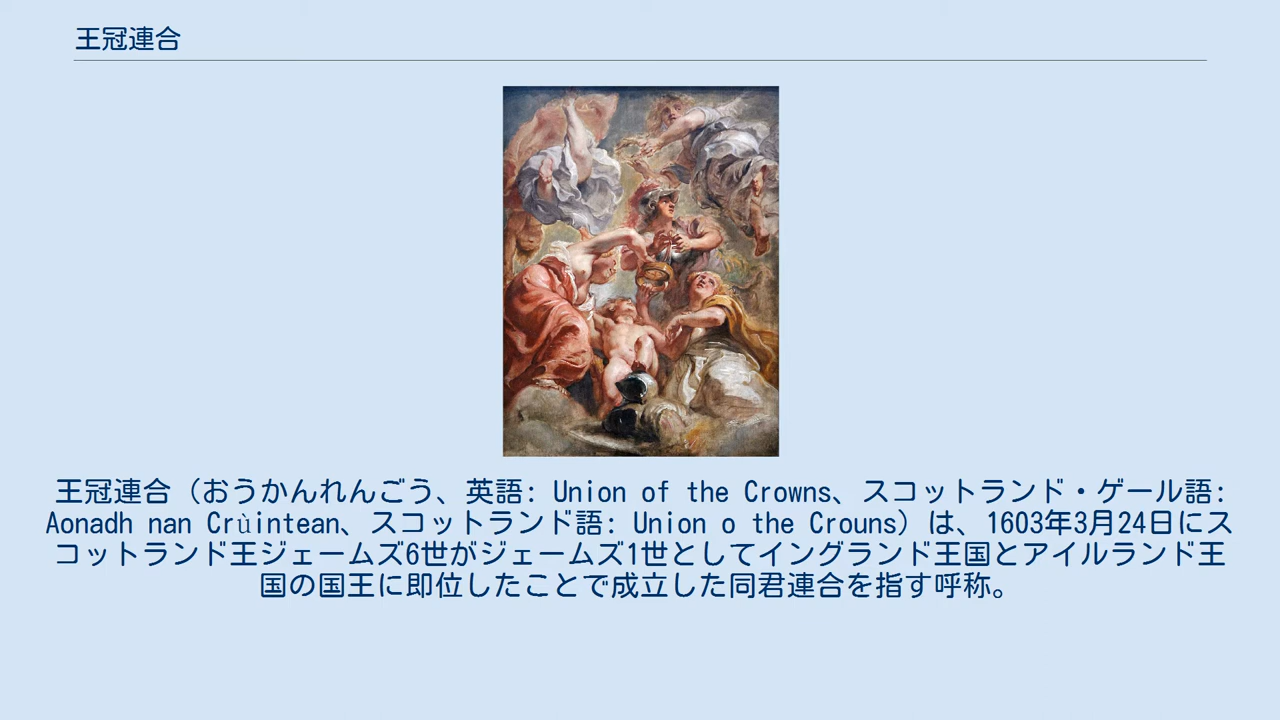 王冠連合
王冠連合（おうかんれんごう、英語: Union of the Crowns、スコットランド・ゲール語:
Aonadh nan Crùintean、スコットランド語: Union o the Crouns）は、1603年3月24日にス
コットランド王ジェームズ6世がジェームズ1世としてイングランド王国とアイルランド王
国の国王に即位したことで成立した同君連合を指す呼称。